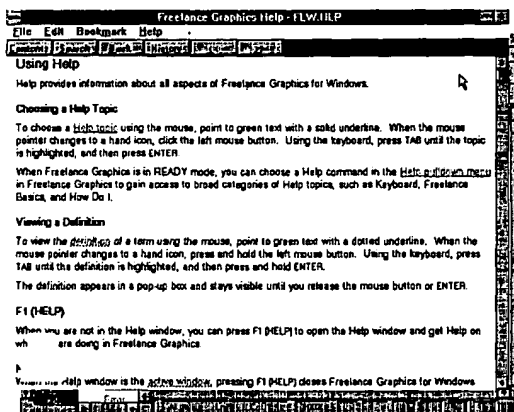 Freelance Graphics Help - FLW.HLP
File Edit Bookmark Help
Using Help
Help provides information about all aspects of Freelance Graphics for Windows.
Choosing a Help Topic
To choose a Help topic using the mouse, point to green text with a solid underline. When the mouse
pointer changes to a hand icon, click the left mouse button. Using the keyboard, press TAB until the topic
is highlighted, and then press ENTER.
When Freelance Graphics is in READY mode, you can choose a Help command in the Help pulldown menu
in Freelance Graphics to gain access to broad categories of Help topics, such as Keyboard, Freelance
Basics, and How Do I.
Viewing a Definition
To view the definition of a term using the mouse, point to green text with a dotted underline. When the
mouse pointer changes to a hand icon, press and hold the left mouse button. Using the keyboard, press
TAB until the definition is highlighted, and then press and hold ENTER.
The definition appears in a pop-up box and stays visible until you release the mouse button or ENTER.
F1 (HELP)
When you are not in the Help window, you can press F1 (HELP) to open the Help window and get Help on
wh are doing in Freelance Graphics
When the Help window is the active window, pressing F1 (HELP) closes Freelance Graphics for Windows